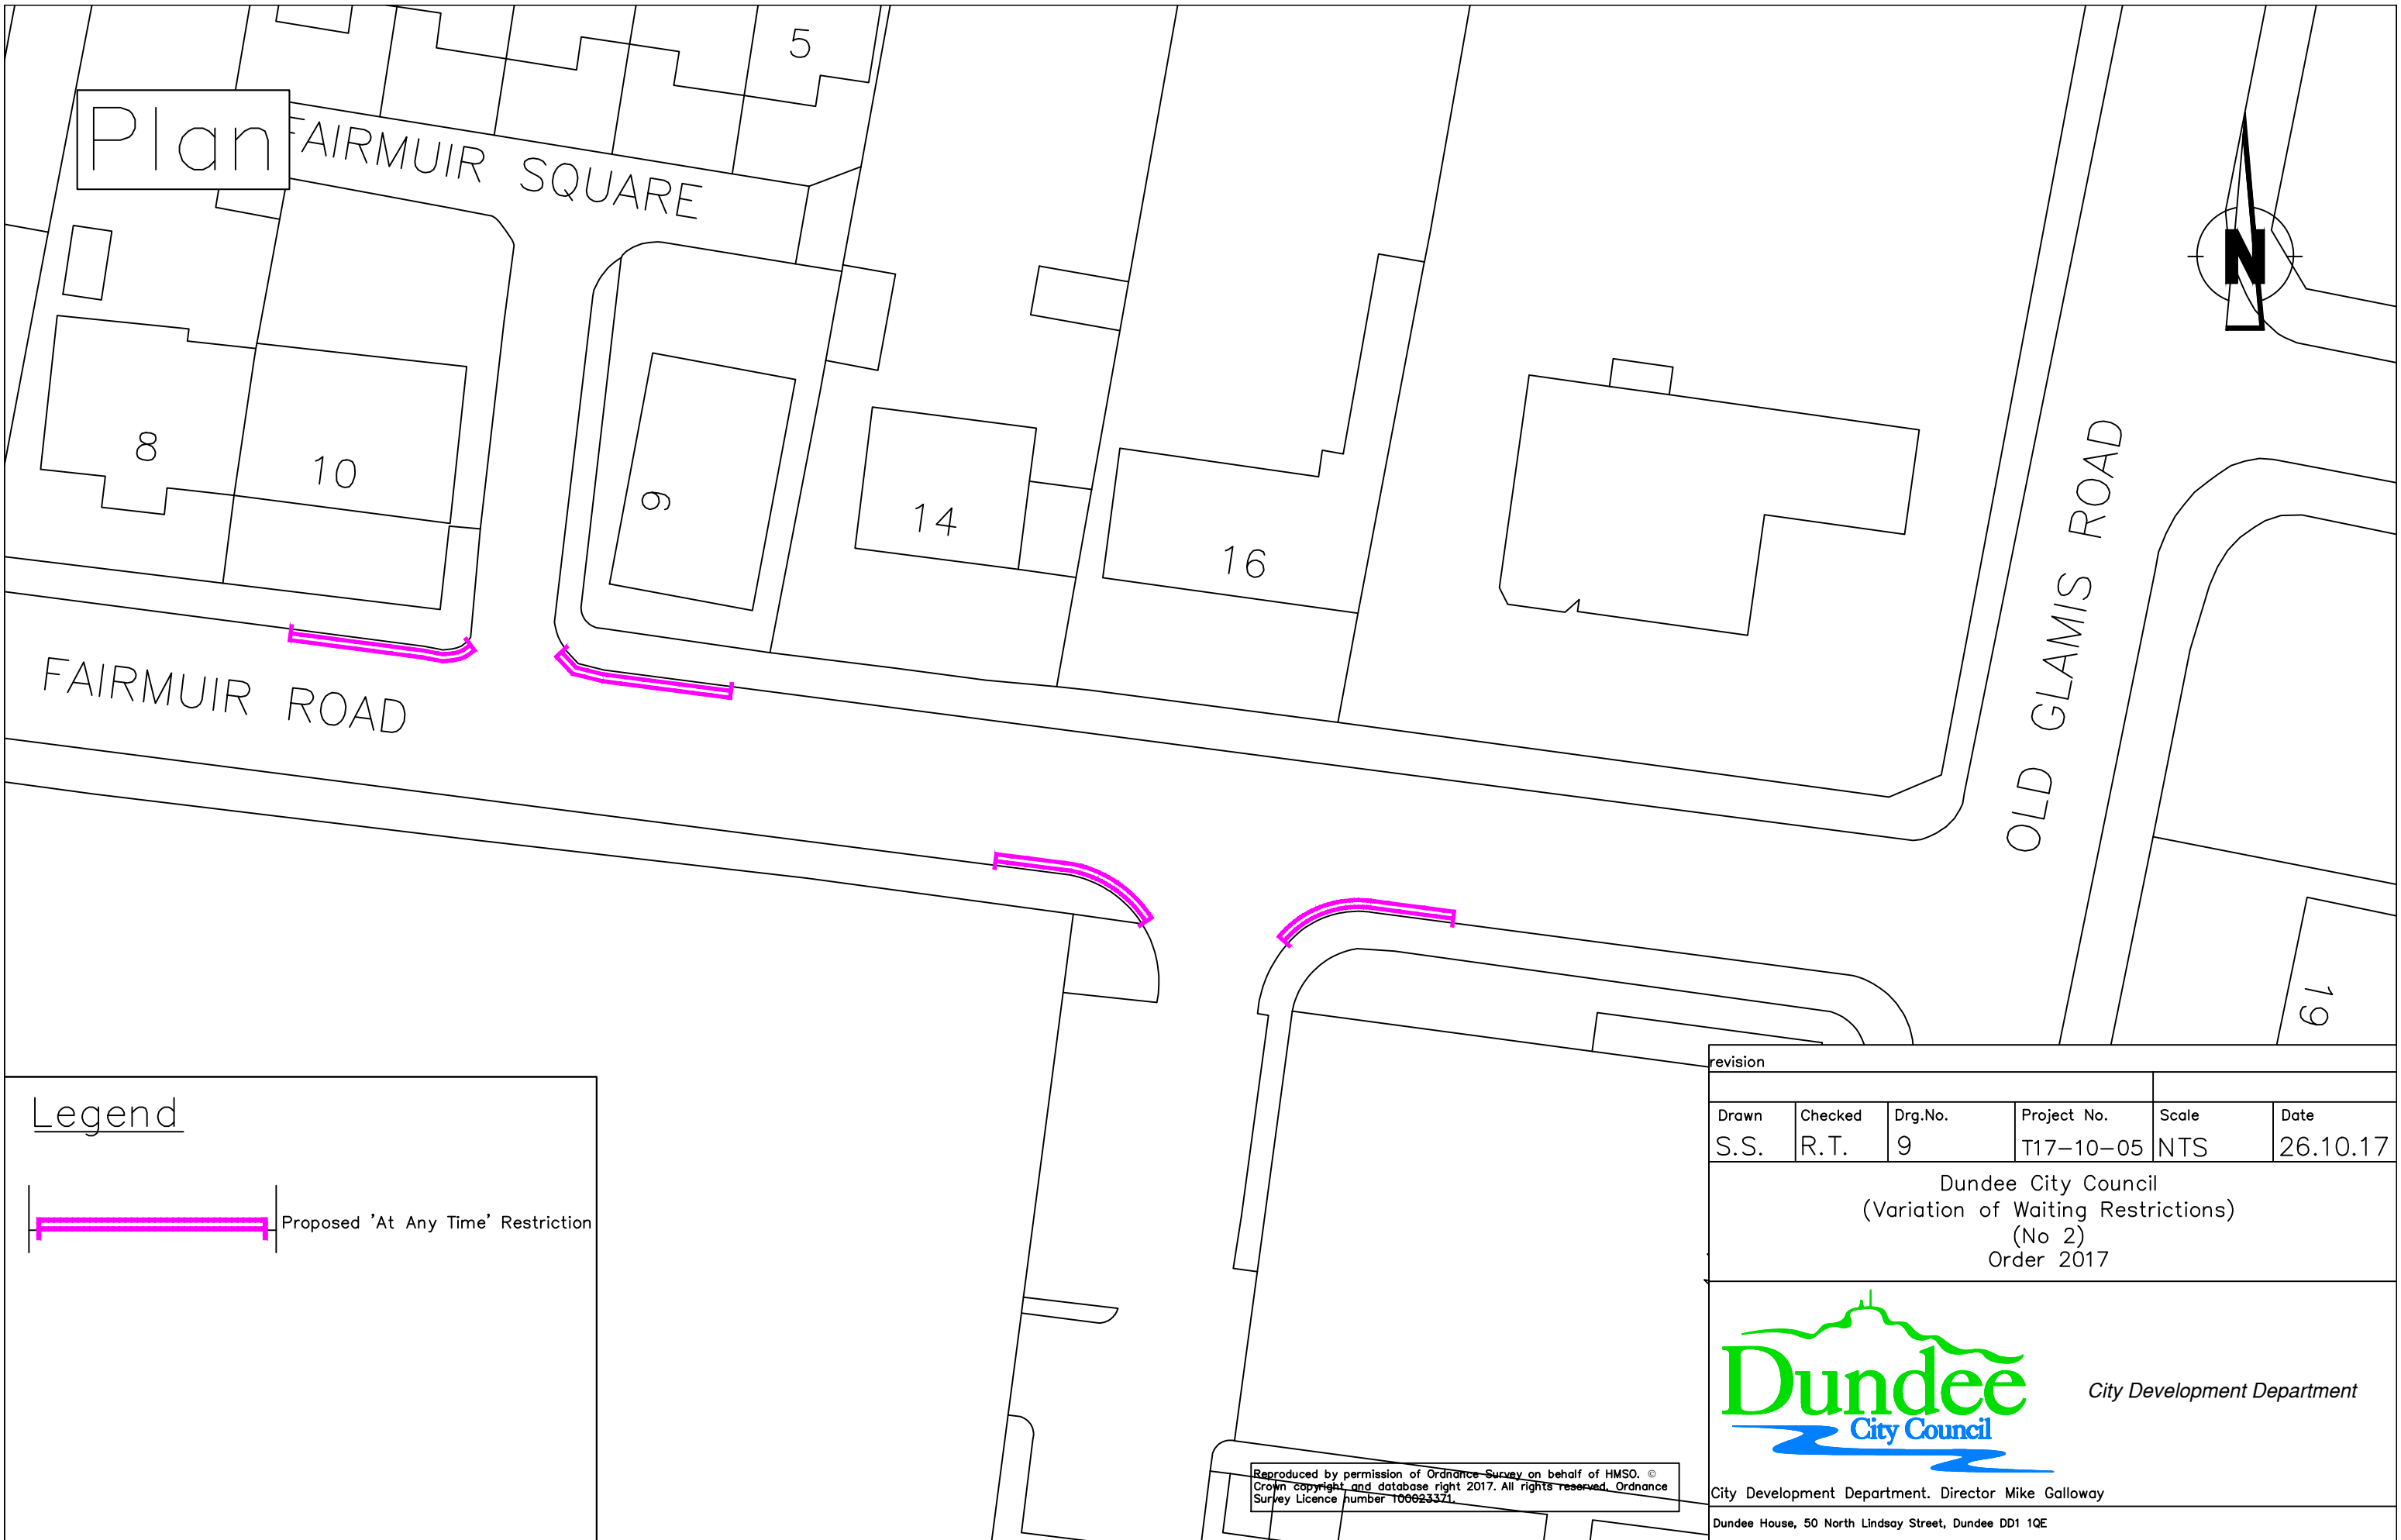 5
Plan
FAIRMUIR SQUARE
N
8
10
9
14
16
OLD GLAMIS ROAD
FAIRMUIR ROAD
19
Legend
Proposed 'At Any Time' Restriction
revision
Drawn Checked Drg.No. Project No. Scale Date
S.S. R.T. 9 T17-10-05 NTS 26.10.17
Dundee City Council
(Variation of Waiting Restrictions)
(No 2)
Order 2017
Dundee
City Council
City Development Department
City Development Department. Director Mike Galloway
Dundee House, 50 North Lindsay Street, Dundee DD1 1QE
Reproduced by permission of Ordnance Survey on behalf of HMSO. ©
Crown copyright and database right 2017. All rights reserved. Ordnance
Survey Licence number 100023371.